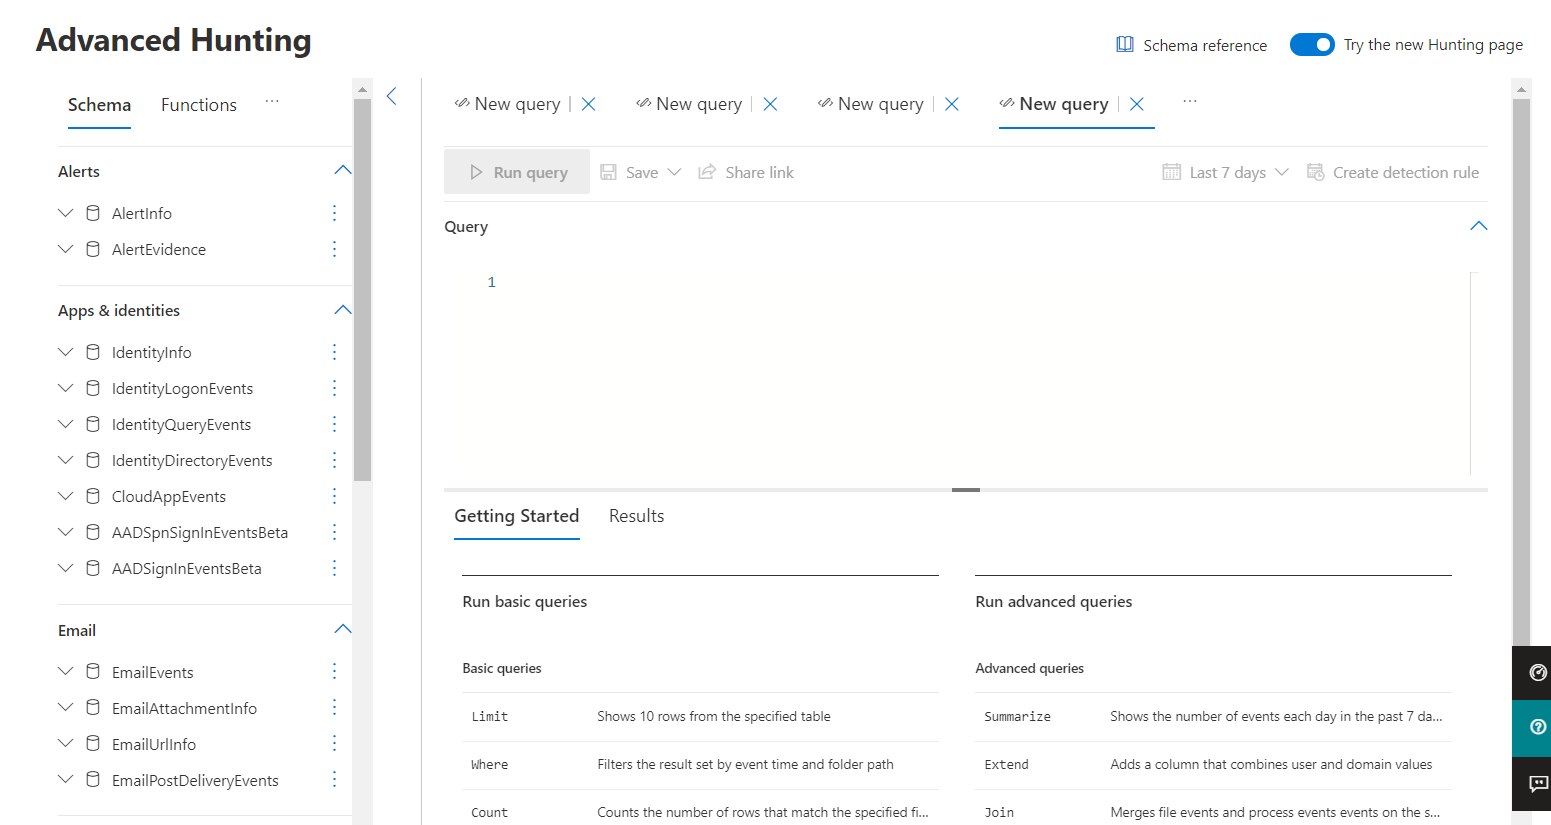 Advanced Hunting
Schema reference
Try the new Hunting page
Schema Functions ...
Alerts
AlertInfo
AlertEvidence
Apps & identities
IdentityInfo
IdentityLogonEvents
IdentityQueryEvents
IdentityDirectoryEvents
CloudAppEvents
AADSpnSignInEventsBeta
AADSignInEventsBeta
Email
EmailEvents
EmailAttachmentInfo
EmailUrlInfo
EmailPostDeliveryEvents
New query New query New query New query ...
Run query Save Share link Last 7 days Create detection rule
Query
1
Getting Started Results
Run basic queries
Basic queries
Limit Shows 10 rows from the specified table
Where Filters the result set by event time and folder path
Count Counts the number of rows that match the specified fi...
Run advanced queries
Advanced queries
Summarize Shows the number of events each day in the past 7 da...
Extend Adds a column that combines user and domain values
Join Merges file events and process events events on the s...